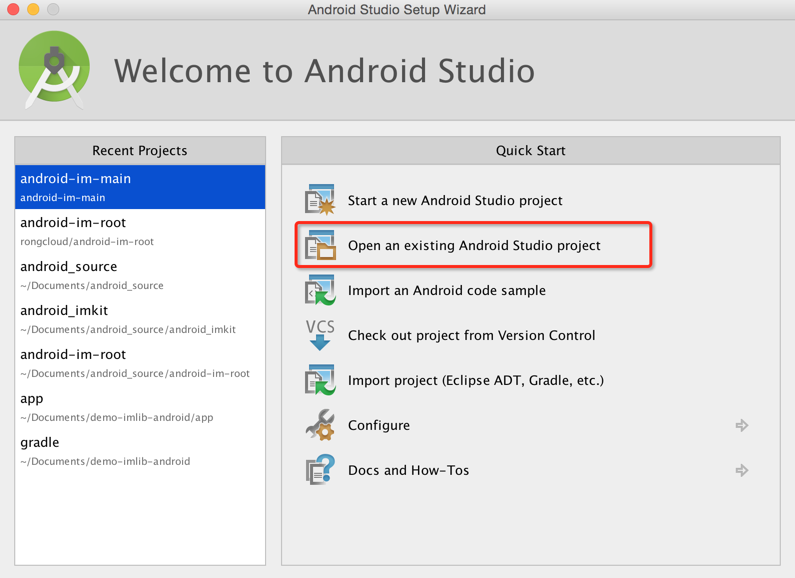 Android Studio Setup Wizard
Welcome to Android Studio
Recent Projects
android-im-main
android-im-main
android-im-root
rongcloud/android-im-root
android_source
~/Documents/android_source
android_imkit
~/Documents/android_source/android_imkit
android-im-root
~/Documents/android_source/android-im-root
app
~/Documents/demo-imlib-android/app
gradle
~/Documents/demo-imlib-android
Quick Start
Start a new Android Studio project
Open an existing Android Studio project
Import an Android code sample
VCS
Check out project from Version Control
Import project (Eclipse ADT, Gradle, etc.)
Configure
Docs and How-Tos